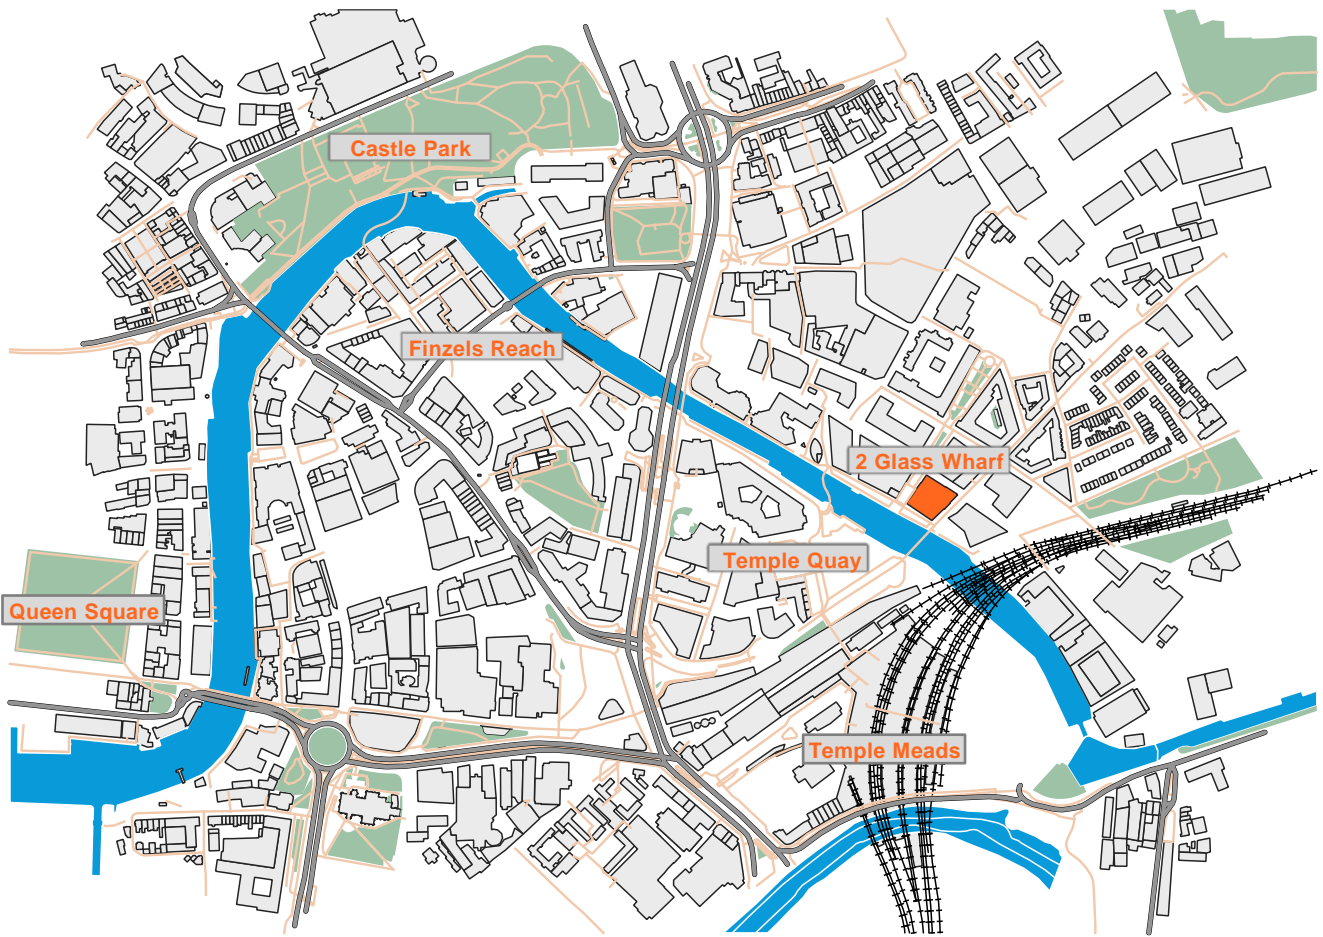 Castle Park
Finzels Reach
2 Glass Wharf
Temple Quay
Queen Square
Temple Meads